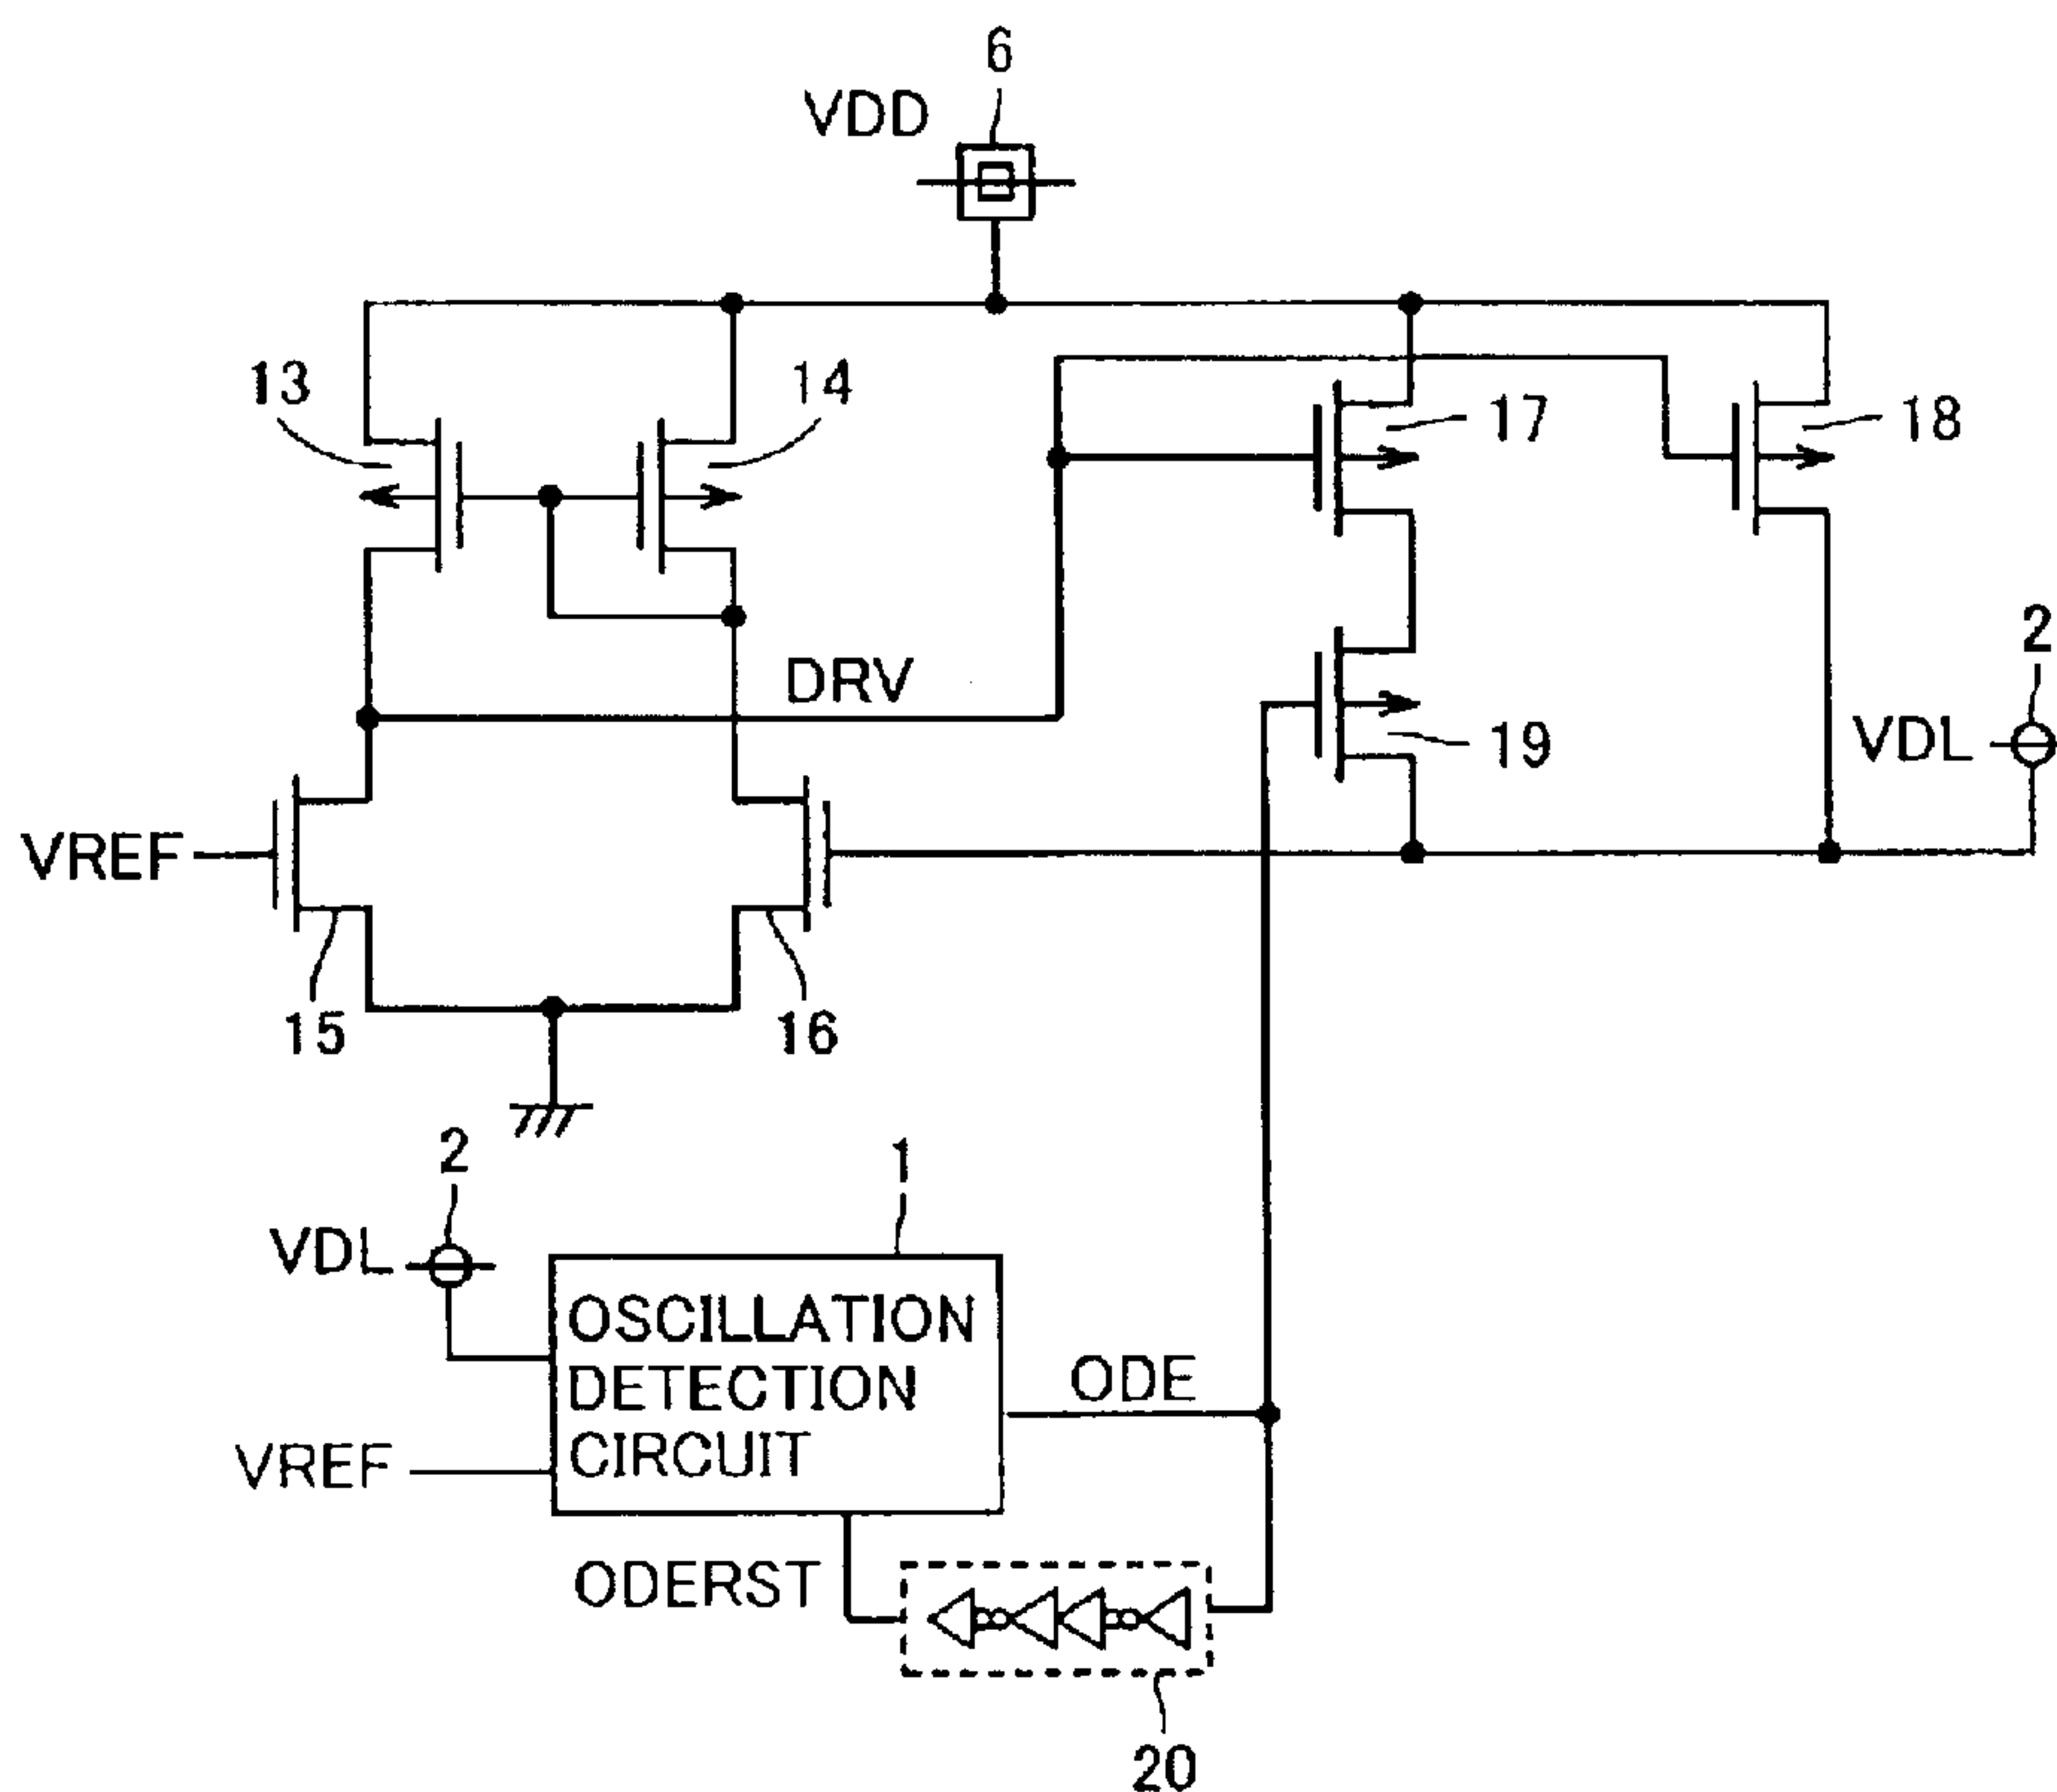 6
VDD
13
14
17
18
2
DRV
VDL
19
VREF
15
16
2
1
VDL
OSCILLATION
DETECTION
CIRCUIT
ODE
VREF
ODERST
20